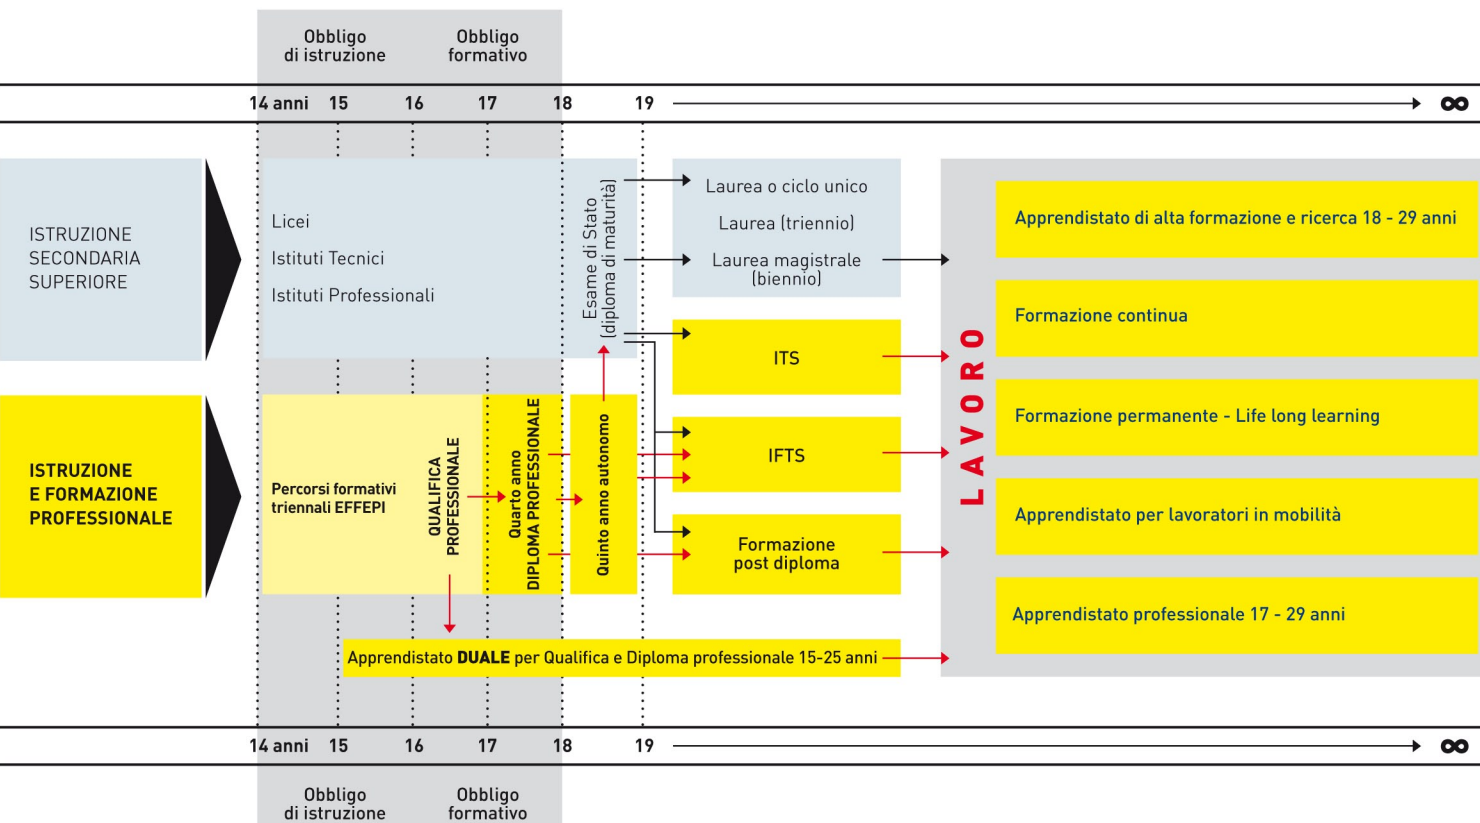 Obbligo
di istruzione
Obbligo
formativo
14 anni 15 16 17 18 19 ∞
ISTRUZIONE
SECONDARIA
SUPERIORE
Licei
Istituti Tecnici
Istituti Professionali
Esame di Stato
(diploma di maturità)
Laurea o ciclo unico
Laurea (triennio)
Laurea magistrale
(biennio)
ITS
IFTS
Formazione
post diploma
ISTRUZIONE
E FORMAZIONE
PROFESSIONALE
Percorsi formativi
triennali EFFEPI
QUALIFICA
PROFESSIONALE
Quarto anno
DIPLOMA PROFESSIONALE
Quinto anno autonomo
Apprendistato DUALE per Qualifica e Diploma professionale 15-25 anni
LAVORO
Apprendistato di alta formazione e ricerca 18 - 29 anni
Formazione continua
Formazione permanente - Life long learning
Apprendistato per lavoratori in mobilità
Apprendistato professionale 17 - 29 anni
14 anni 15 16 17 18 19 ∞
Obbligo
di istruzione
Obbligo
formativo